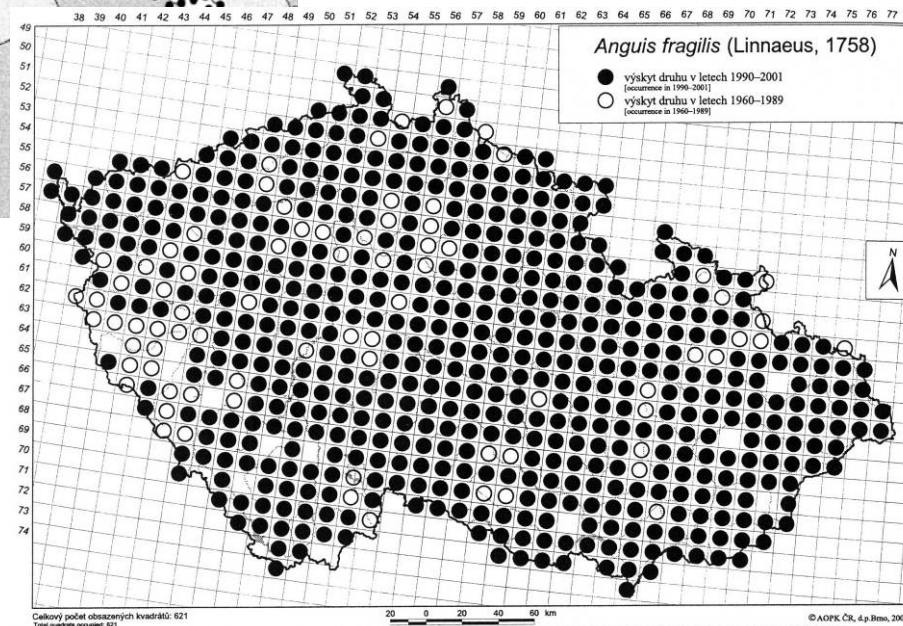 38 39 40 41 42 43 44 45 46 47 48 49 50 51 52 53 54 55 56 57 58 59 60 61 62 63 64 65 66 67 68 69 70 71 72 73 74 75 76 77
49
50
51
52
53
54
55
56
57
58
59
60
61
62
63
64
65
66
67
68
69
70
71
72
73
74
Anguis fragilis (Linnaeus, 1758)
výskyt druhu v letech 1990–2001
[occurrence in 1990–2001]
výskyt druhu v letech 1960–1989
[occurrence in 1960–1989]
N
Celkový počet obsazených kvadrátů: 621
Total quadrats occupied: 621
20 0 20 40 60 km
© AOPK ČR, d.p.Brno,